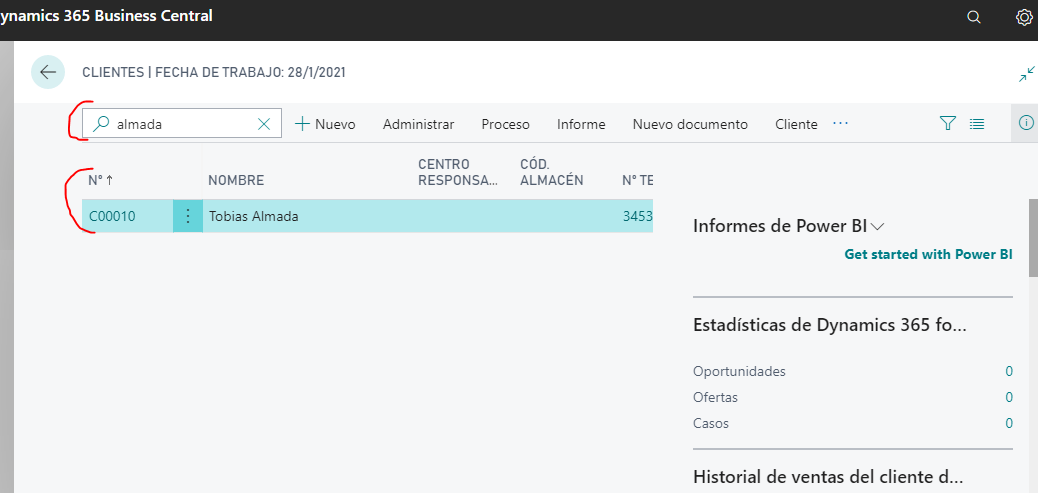 ynamics 365 Business Central
CLIENTES | FECHA DE TRABAJO: 28/1/2021
almada
Nuevo
Administrar
Proceso
Informe
Nuevo documento
Cliente
Nº ↑
NOMBRE
CENTRO
RESPONSA...
CÓD.
ALMACÉN
Nº TE
C00010
Tobias Almada
3453
Informes de Power BI
Get started with Power BI
Estadísticas de Dynamics 365 fo...
Oportunidades 0
Ofertas 0
Casos 0
Historial de ventas del cliente d...